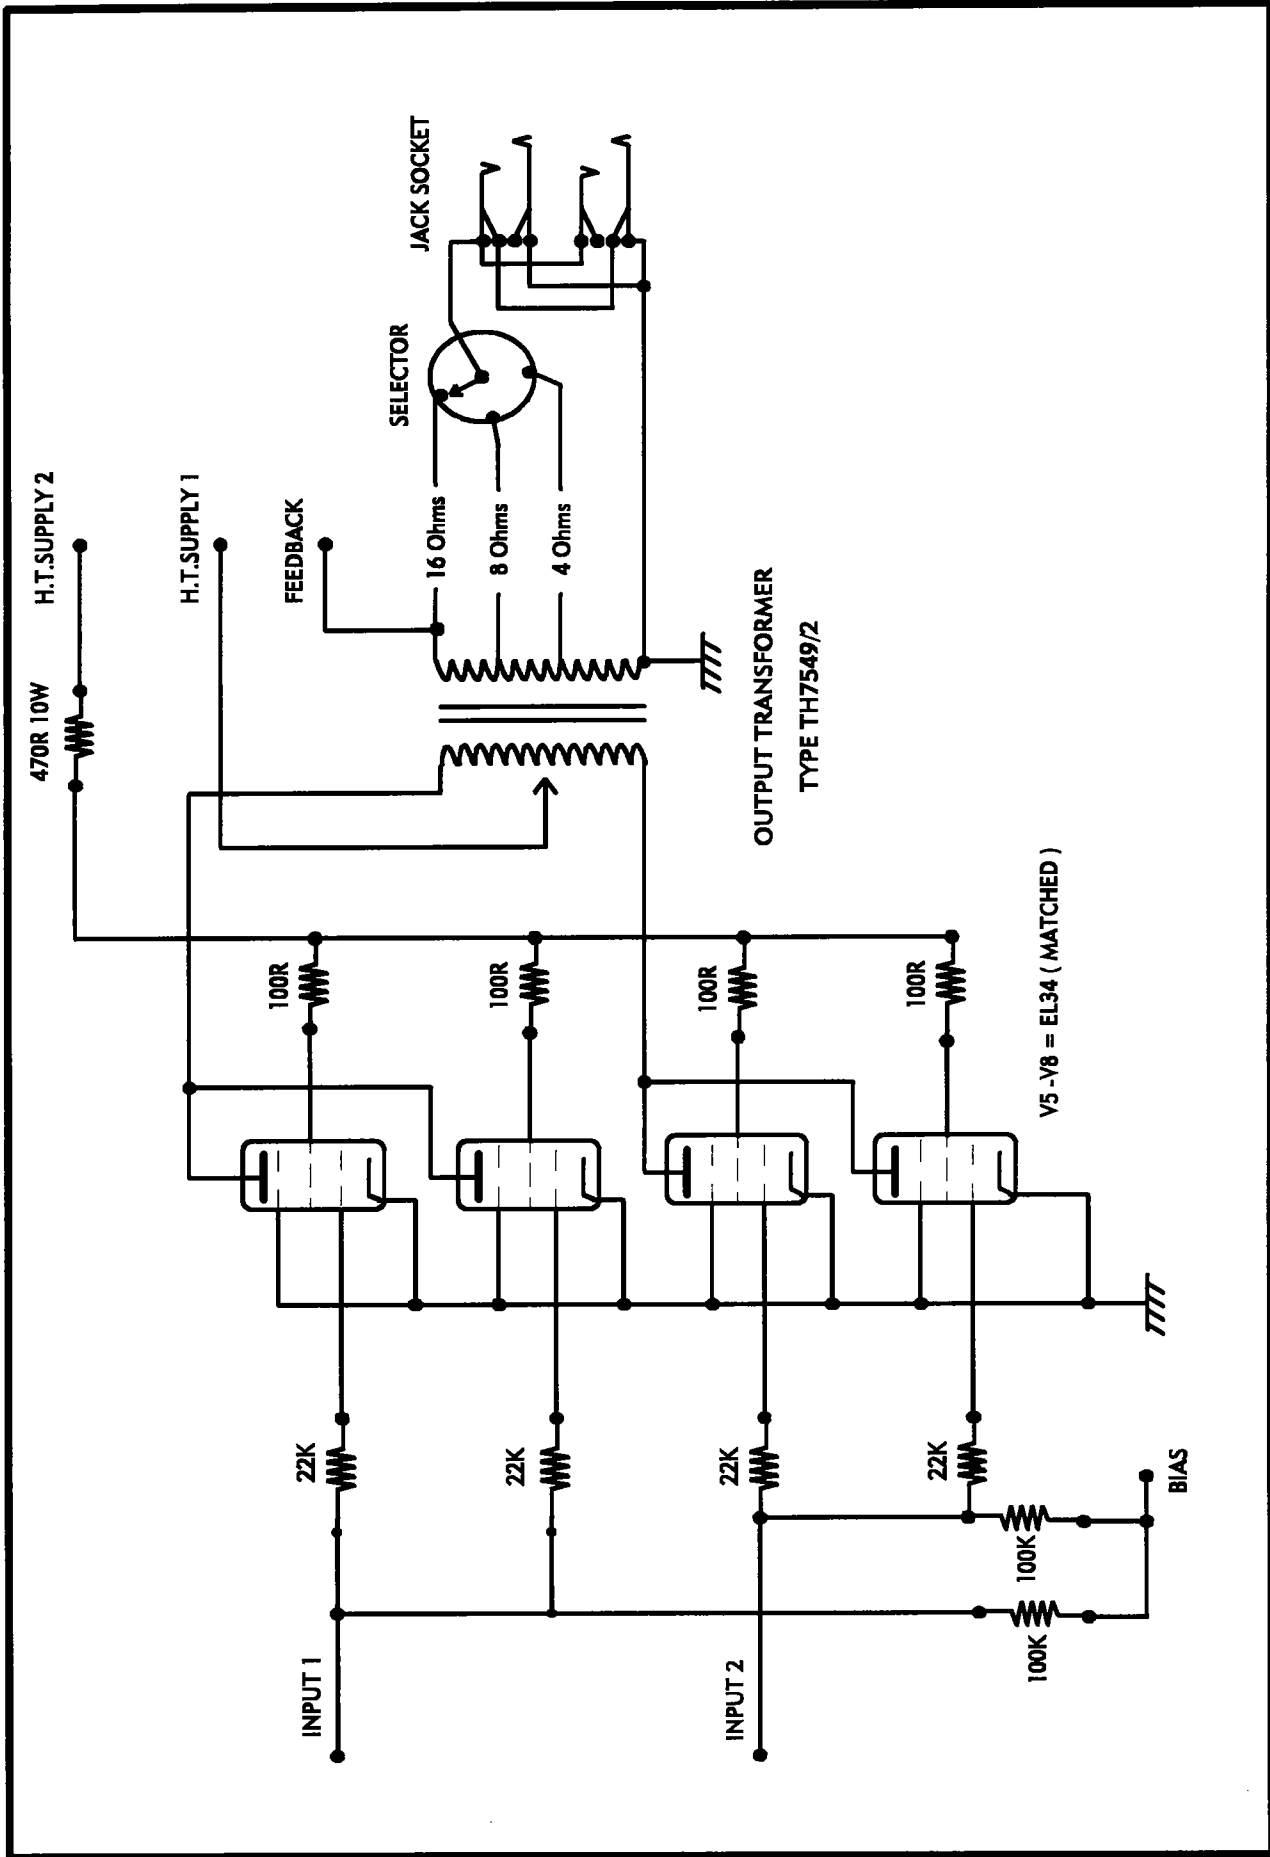 H.T.SUPPLY 2
470R 10W
H.T.SUPPLY 1
FEEDBACK
SELECTOR
JACK SOCKET
16 Ohms
8 Ohms
4 Ohms
OUTPUT TRANSFORMER
TYPE TH7549/2
100R
100R
100R
100R
V5 -V8 = EL34 ( MATCHED )
22K
22K
22K
22K
INPUT 1
INPUT 2
100K
100K
BIAS